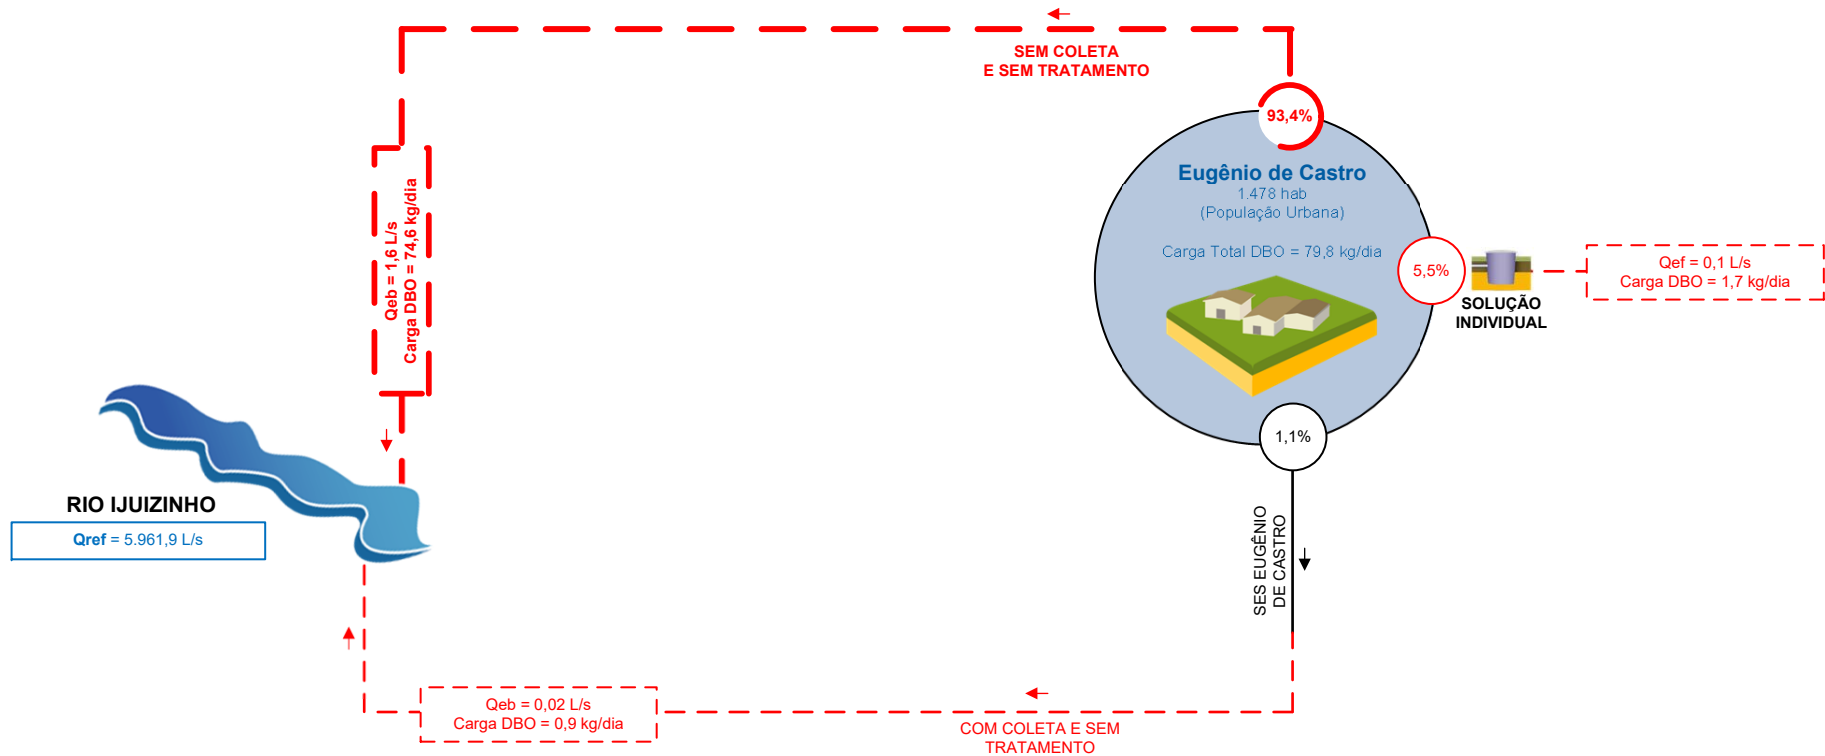 SEM COLETA
E SEM TRATAMENTO
93,4%
Eugênio de Castro
1.478 hab
(População Urbana)
Carga Total DBO = 79,8 kg/dia
5,5%
SOLUÇÃO
INDIVIDUAL
Qef = 0,1 L/s
Carga DBO = 1,7 kg/dia
Qeb = 1,6 L/s
Carga DBO = 74,6 kg/dia
1,1%
RIO IJUIZINHO
Qref = 5.961,9 L/s
SES EUGÊNIO
DE CASTRO
Qeb = 0,02 L/s
Carga DBO = 0,9 kg/dia
COM COLETA E SEM
TRATAMENTO